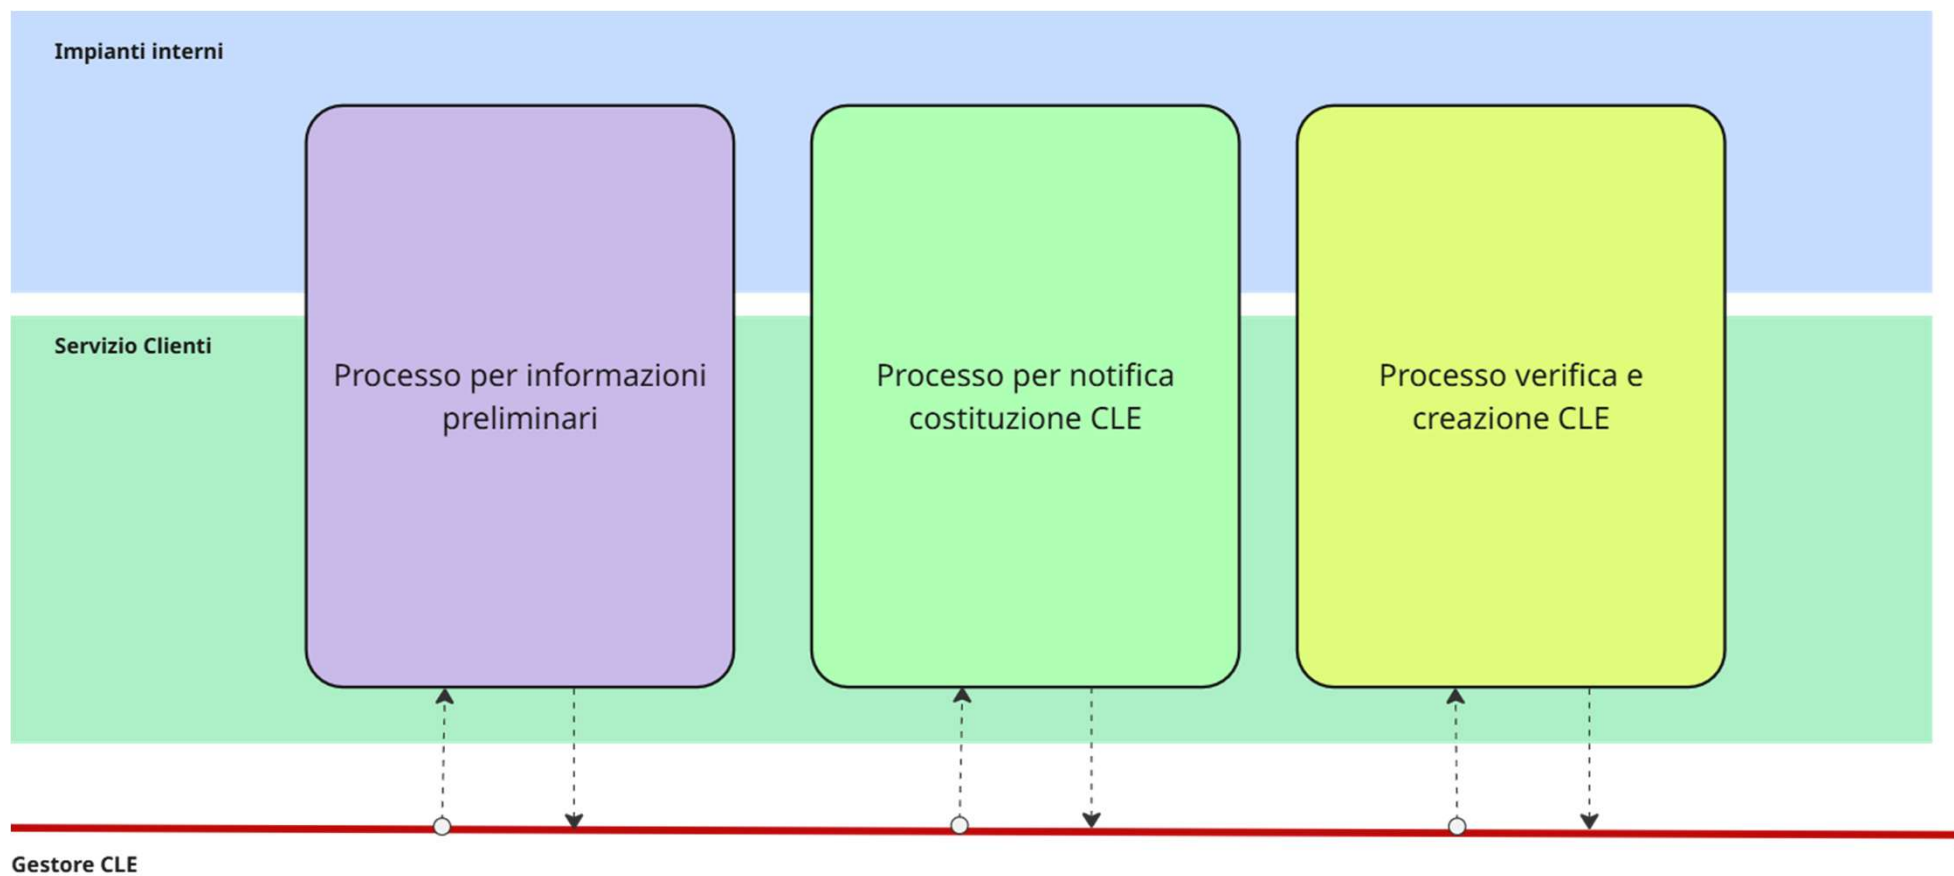 Impianti interni
Servizio Clienti
Processo per informazioni
preliminari
Processo per notifica
costituzione CLE
Processo verifica e
creazione CLE
Gestore CLE